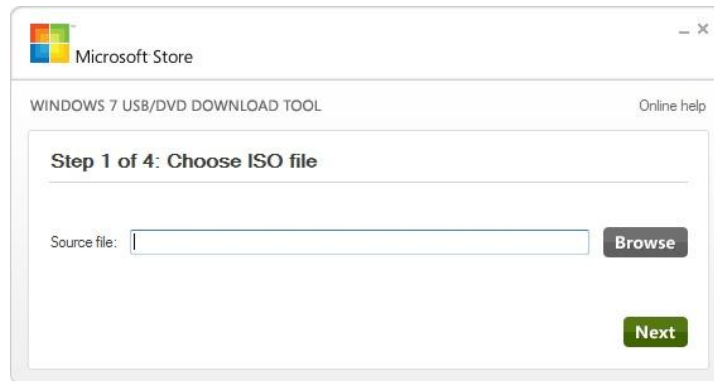 Microsoft Store
WINDOWS 7 USB/DVD DOWNLOAD TOOL
Online help
Step 1 of 4: Choose ISO file
Source file:
Browse
Next